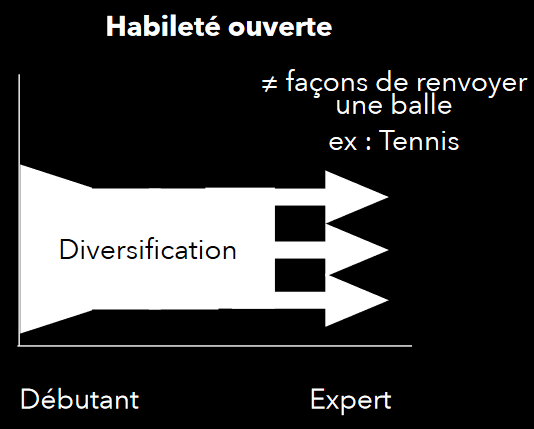 Habileté ouverte
≠ façons de renvoyer
une balle
ex : Tennis
Diversification
Débutant
Expert